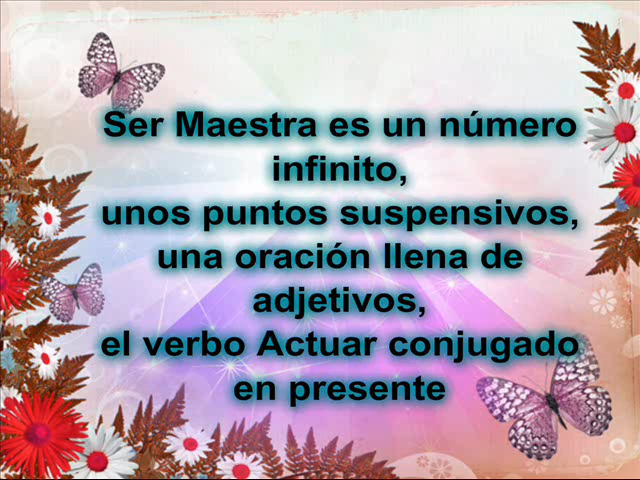 Ser Maestra es un número
infinito,
unos puntos suspensivos,
una oración llena de
adjetivos,
el verbo Actuar conjugado
en presente